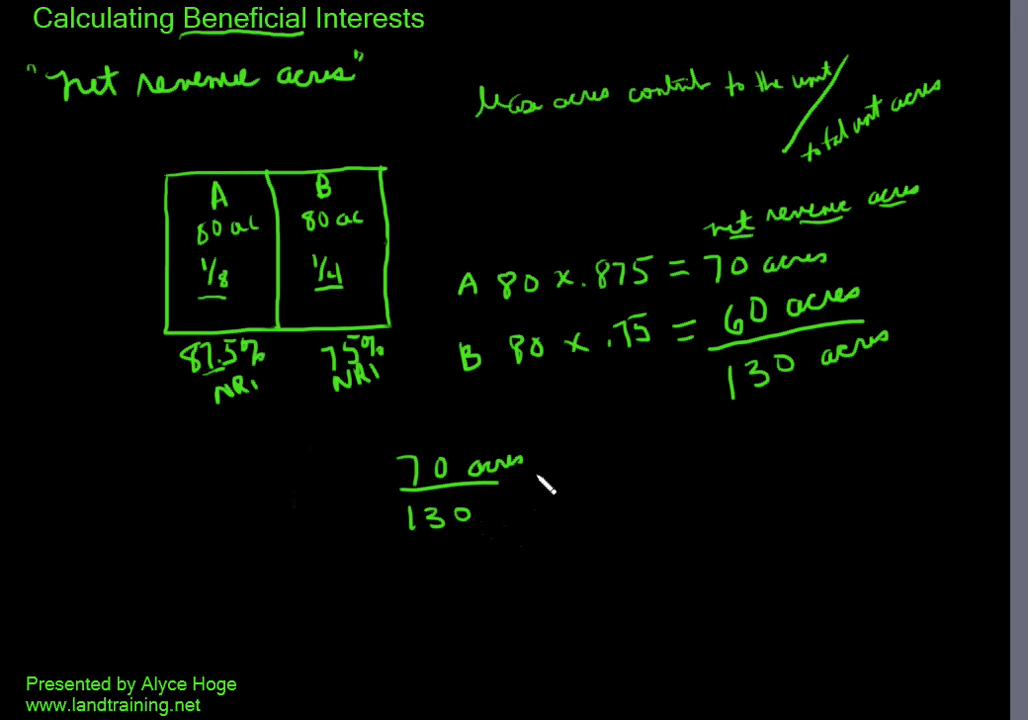 Calculating Beneficial Interests
"net revenue acres"
acres contrib to the unit/
total unt acres
A
80 ac
1/8
B
80 ac
1/4
87.5%
NRI
75%
NRI
net revenue acres
A 80 x .875 = 70 acres
B 80 x .75 = 60 acres
130 acres
70 acres
130
Presented by Alyce Hoge
www.landtraining.net